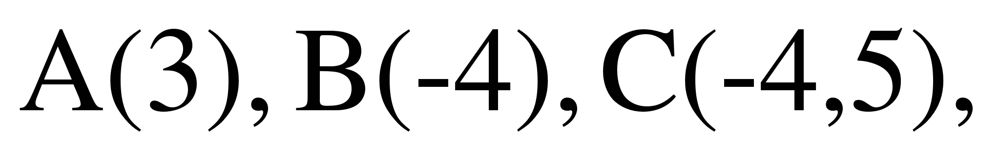 A(3), B(-4), C(-4,5),